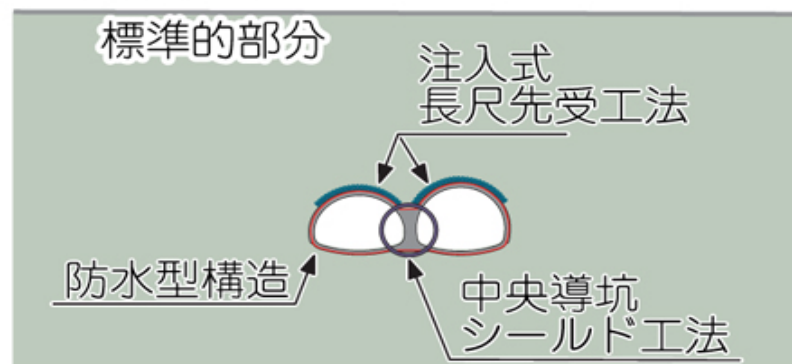 標準的部分
注入式
長尺先受工法
防水型構造
中央導坑
シールド工法